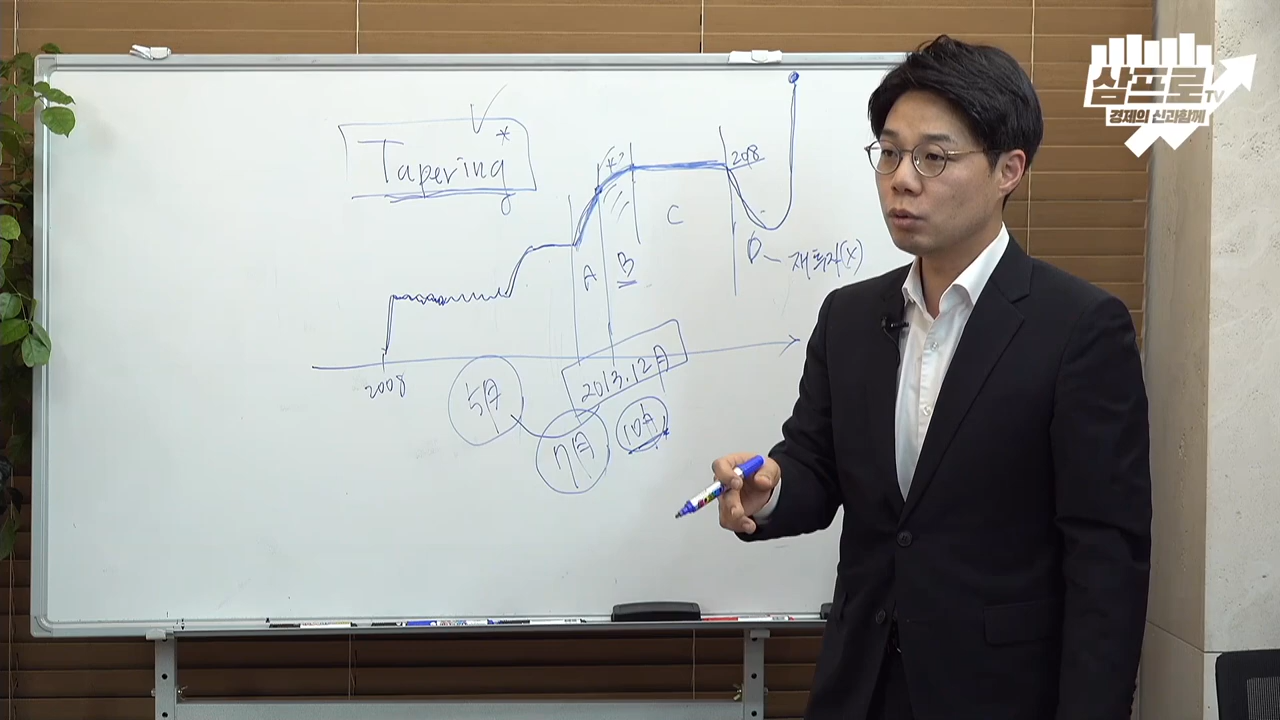 삼프로TV
경제의 신과함께
Tapering*
A
B
C
D - 재투자(x)
2008
2013.12月
5月
7月
10月